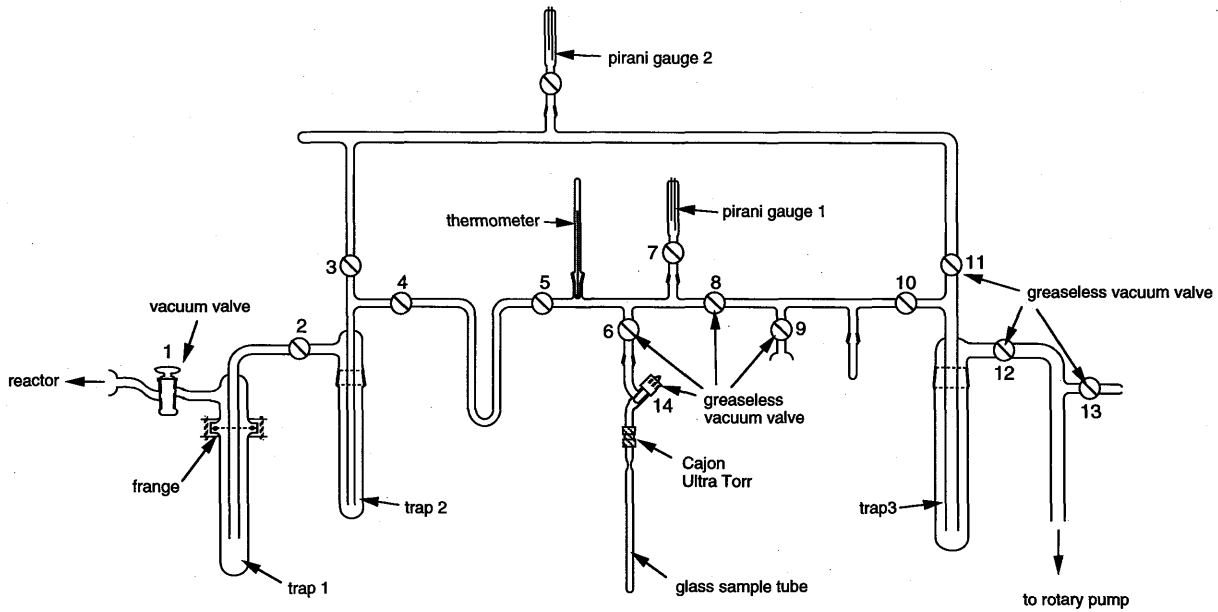 pirani gauge 2
thermometer
pirani gauge 1
7
3
4
5
8
10
11
greaseless vacuum valve
vacuum valve
1
2
6
9
12
13
reactor
14
greaseless
vacuum valve
Cajon
Ultra Torr
frange
trap 2
trap3
trap 1
glass sample tube
to rotary pump